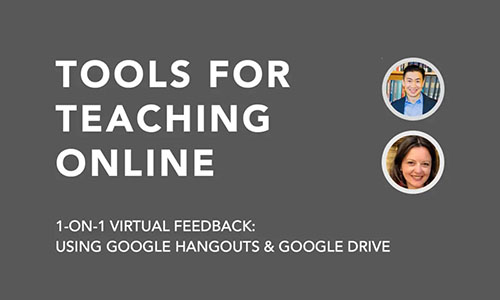 TOOLS FOR
TEACHING
ONLINE
1-ON-1 VIRTUAL FEEDBACK:
USING GOOGLE HANGOUTS & GOOGLE DRIVE